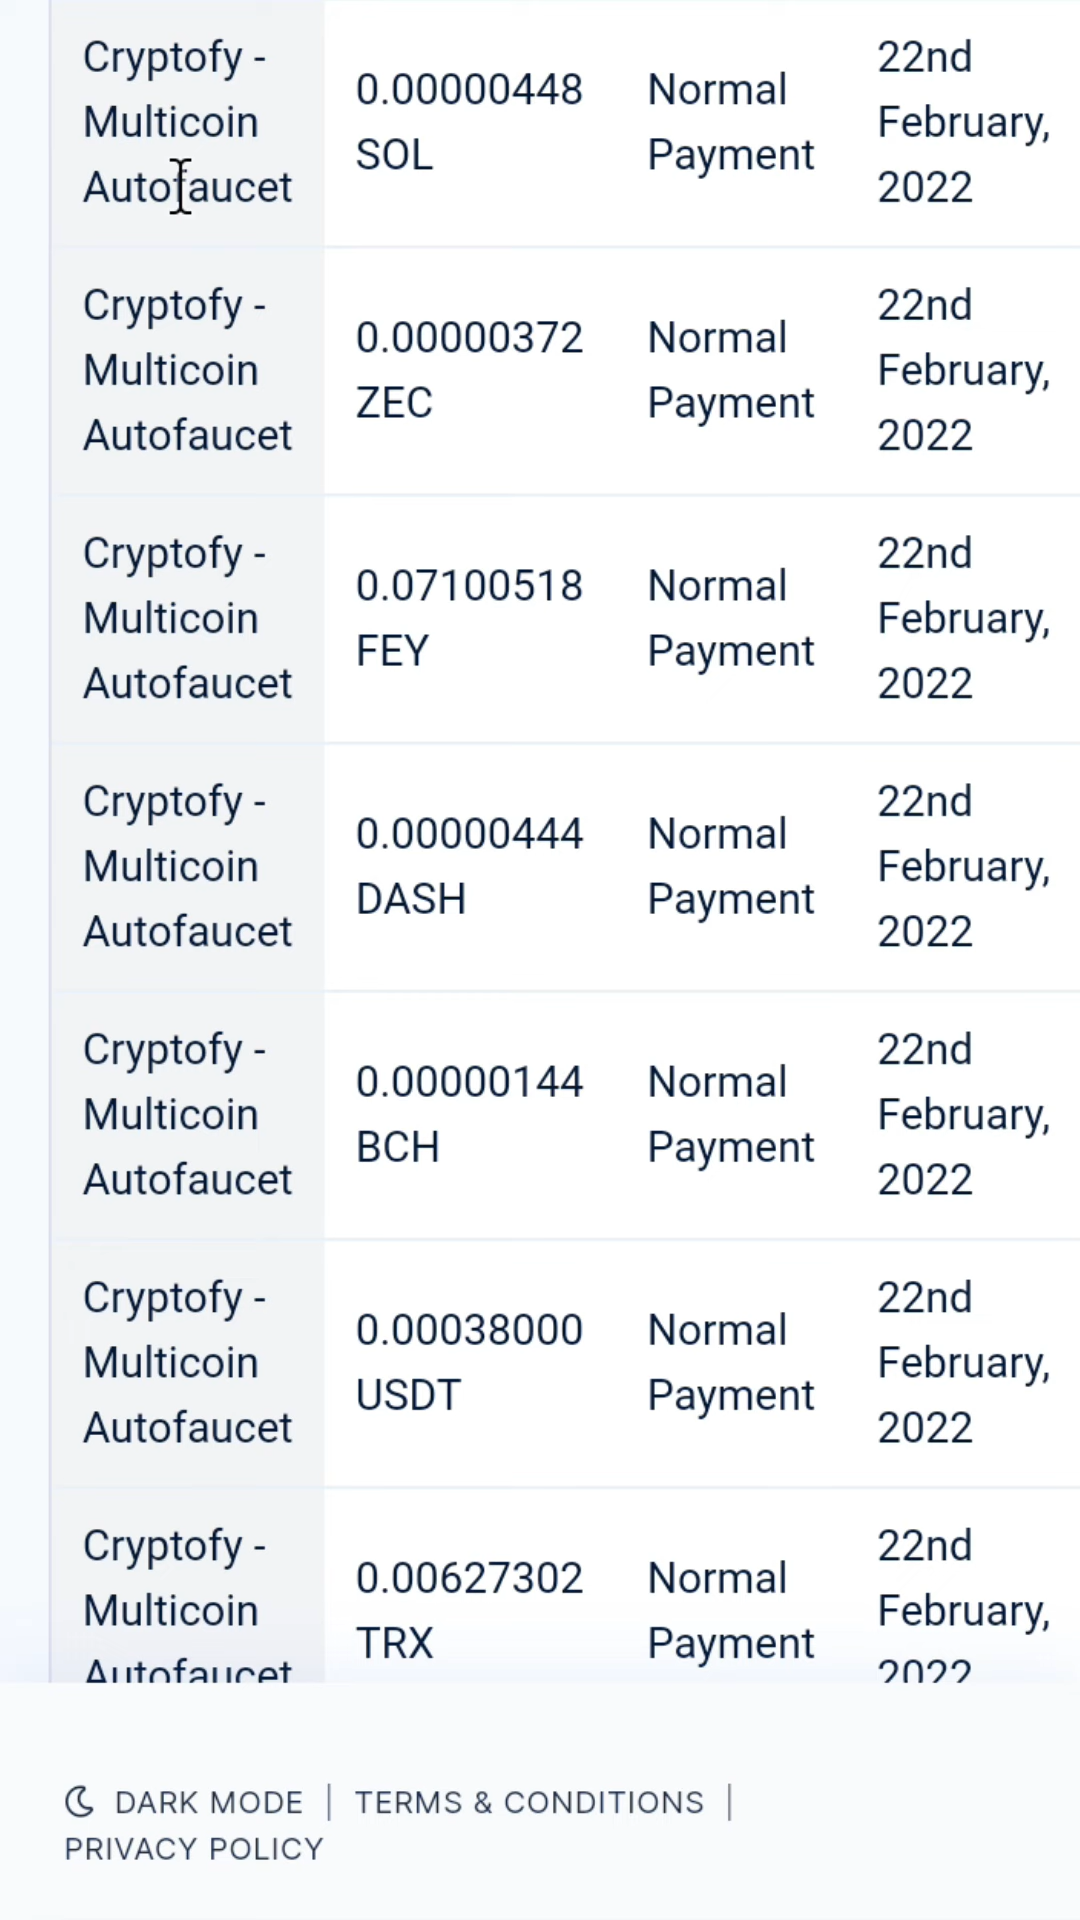 Cryptofy -
Multicoin
Autofaucet
0.00000448
SOL
Normal
Payment
22nd
February,
2022
Cryptofy -
Multicoin
Autofaucet
0.00000372
ZEC
Normal
Payment
22nd
February,
2022
Cryptofy -
Multicoin
Autofaucet
0.07100518
FEY
Normal
Payment
22nd
February,
2022
Cryptofy -
Multicoin
Autofaucet
0.00000444
DASH
Normal
Payment
22nd
February,
2022
Cryptofy -
Multicoin
Autofaucet
0.00000144
BCH
Normal
Payment
22nd
February,
2022
Cryptofy -
Multicoin
Autofaucet
0.00038000
USDT
Normal
Payment
22nd
February,
2022
Cryptofy -
Multicoin
Autofaucet
0.00627302
TRX
Normal
Payment
22nd
February,
2022
DARK MODE | TERMS & CONDITIONS |
PRIVACY POLICY